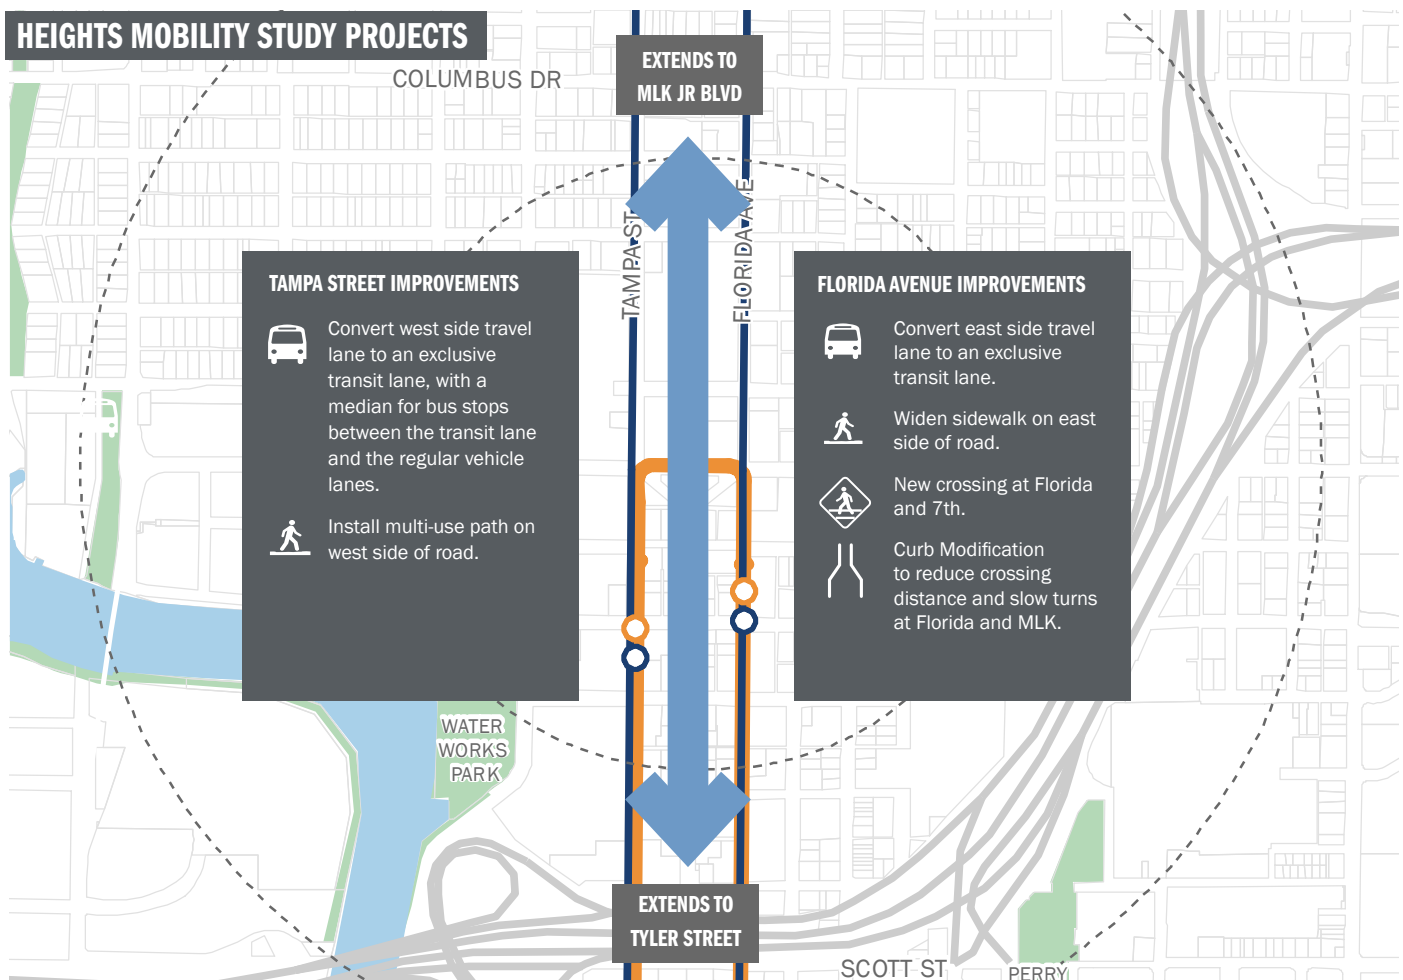 HEIGHTS MOBILITY STUDY PROJECTS
COLUMBUS DR
EXTENDS TO
MLK JR BLVD
TAMPA ST
FLORIDA AVE
TAMPA STREET IMPROVEMENTS
Convert west side travel
lane to an exclusive
transit lane, with a
median for bus stops
between the transit lane
and the regular vehicle
lanes.
Install multi-use path on
west side of road.
FLORIDA AVENUE IMPROVEMENTS
Convert east side travel
lane to an exclusive
transit lane.
Widen sidewalk on east
side of road.
New crossing at Florida
and 7th.
Curb Modification
to reduce crossing
distance and slow turns
at Florida and MLK.
WATER
WORKS
PARK
EXTENDS TO
TYLER STREET
SCOTT ST
PERRY